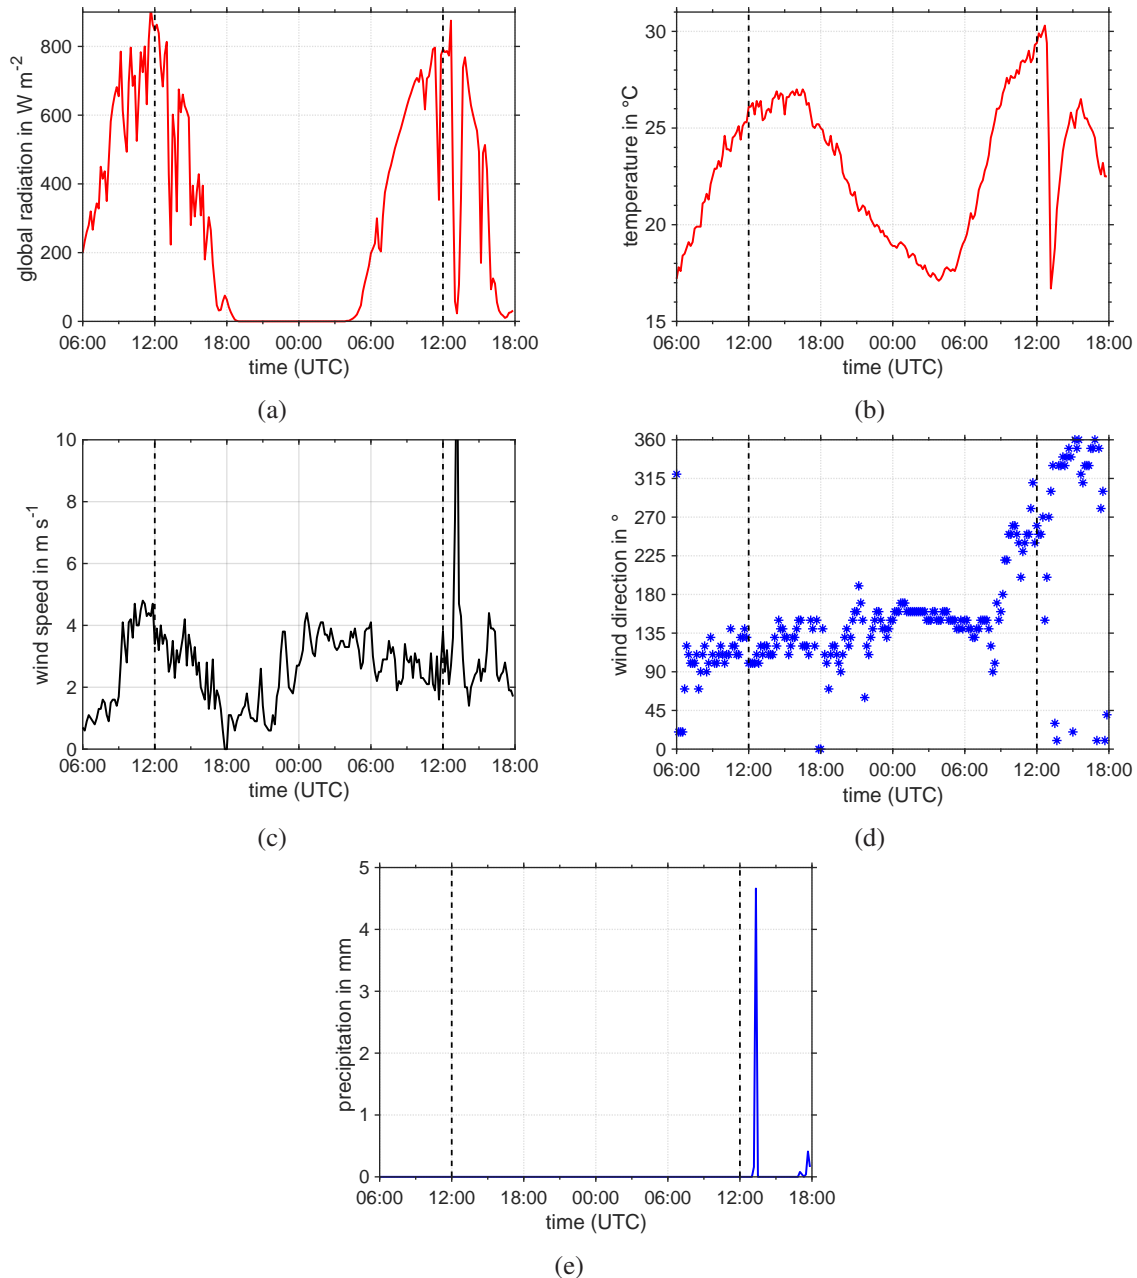 global radiation in W m-2
800
600
400
200
0
06:00 12:00 18:00 00:00 06:00 12:00 18:00
time (UTC)
(a)
temperature in °C
30
25
20
15
06:00 12:00 18:00 00:00 06:00 12:00 18:00
time (UTC)
(b)
wind speed in m s-1
10
8
6
4
2
0
06:00 12:00 18:00 00:00 06:00 12:00 18:00
time (UTC)
(c)
wind direction in °
360
315
270
225
180
135
90
45
0
06:00 12:00 18:00 00:00 06:00 12:00 18:00
time (UTC)
(d)
precipitation in mm
5
4
3
2
1
0
06:00 12:00 18:00 00:00 06:00 12:00 18:00
time (UTC)
(e)